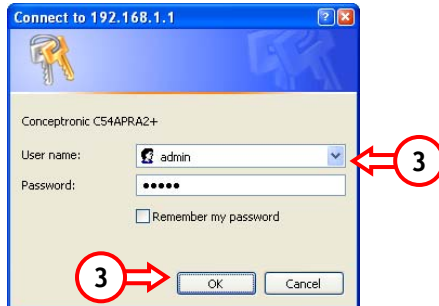 Connect to 192.168.1.1
Conceptronic C54APRA2+
User name: admin
3
Password: •••••
Remember my password
3
OK Cancel